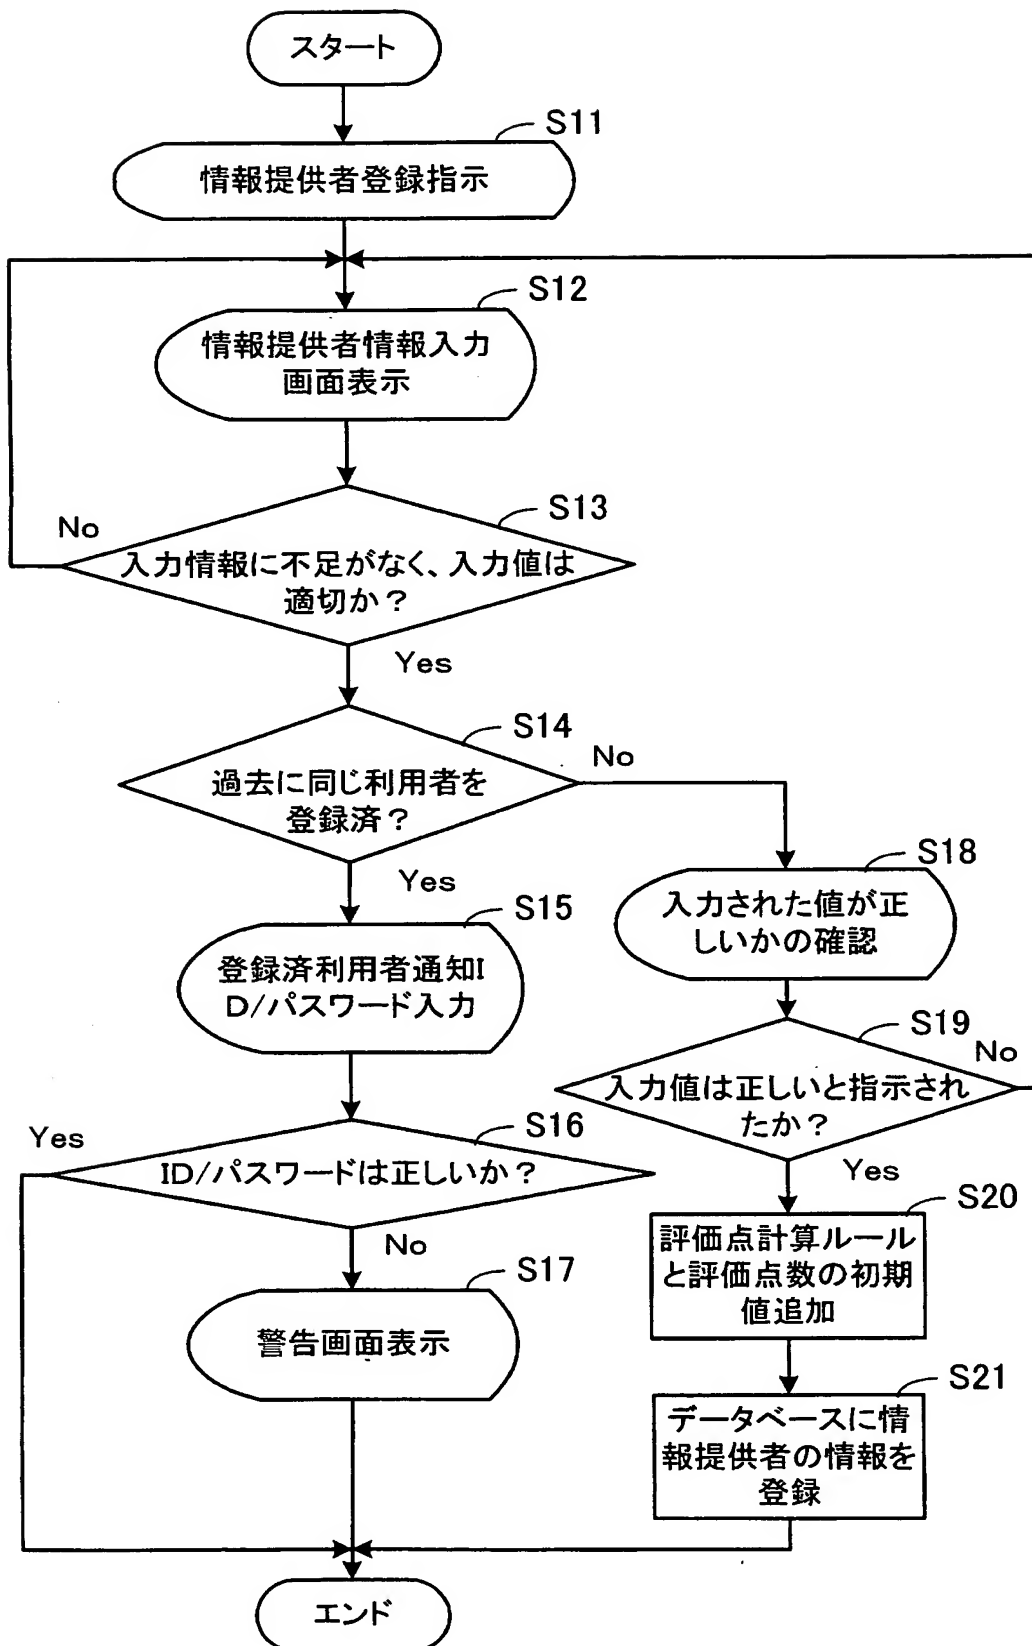 スタート
S11
情報提供者登録指示
S12
情報提供者情報入力
画面表示
S13
No
入力情報に不足がなく、入力値は
適切か？
Yes
S14
No
過去に同じ利用者を
登録済？
Yes
S15
登録済利用者通知I
D/パスワード入力
S18
入力された値が正
しいかの確認
S19
No
入力値は正しいと指示され
たか？
Yes
S16
Yes
ID/パスワードは正しいか？
No
S17
警告画面表示
S20
評価点計算ルール
と評価点数の初期
値追加
S21
データベースに情
報提供者の情報を
登録
エンド